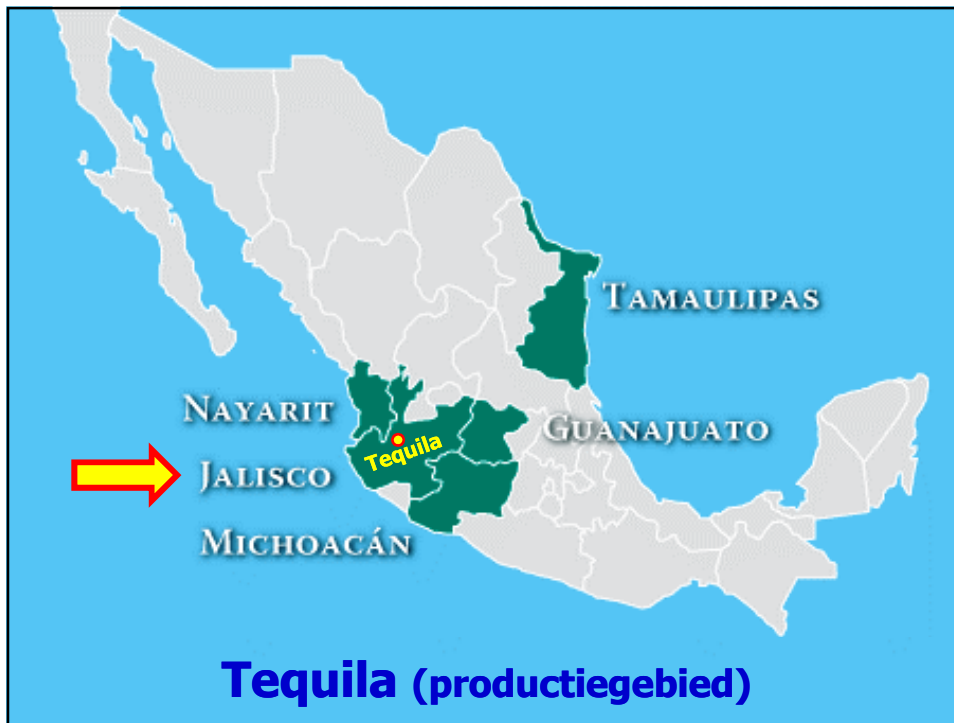 TAMAULIPAS
NAYARIT
GUANAJUATO
Tequila
JALISCO
MICHOACÁN
Tequila (productiegebied)